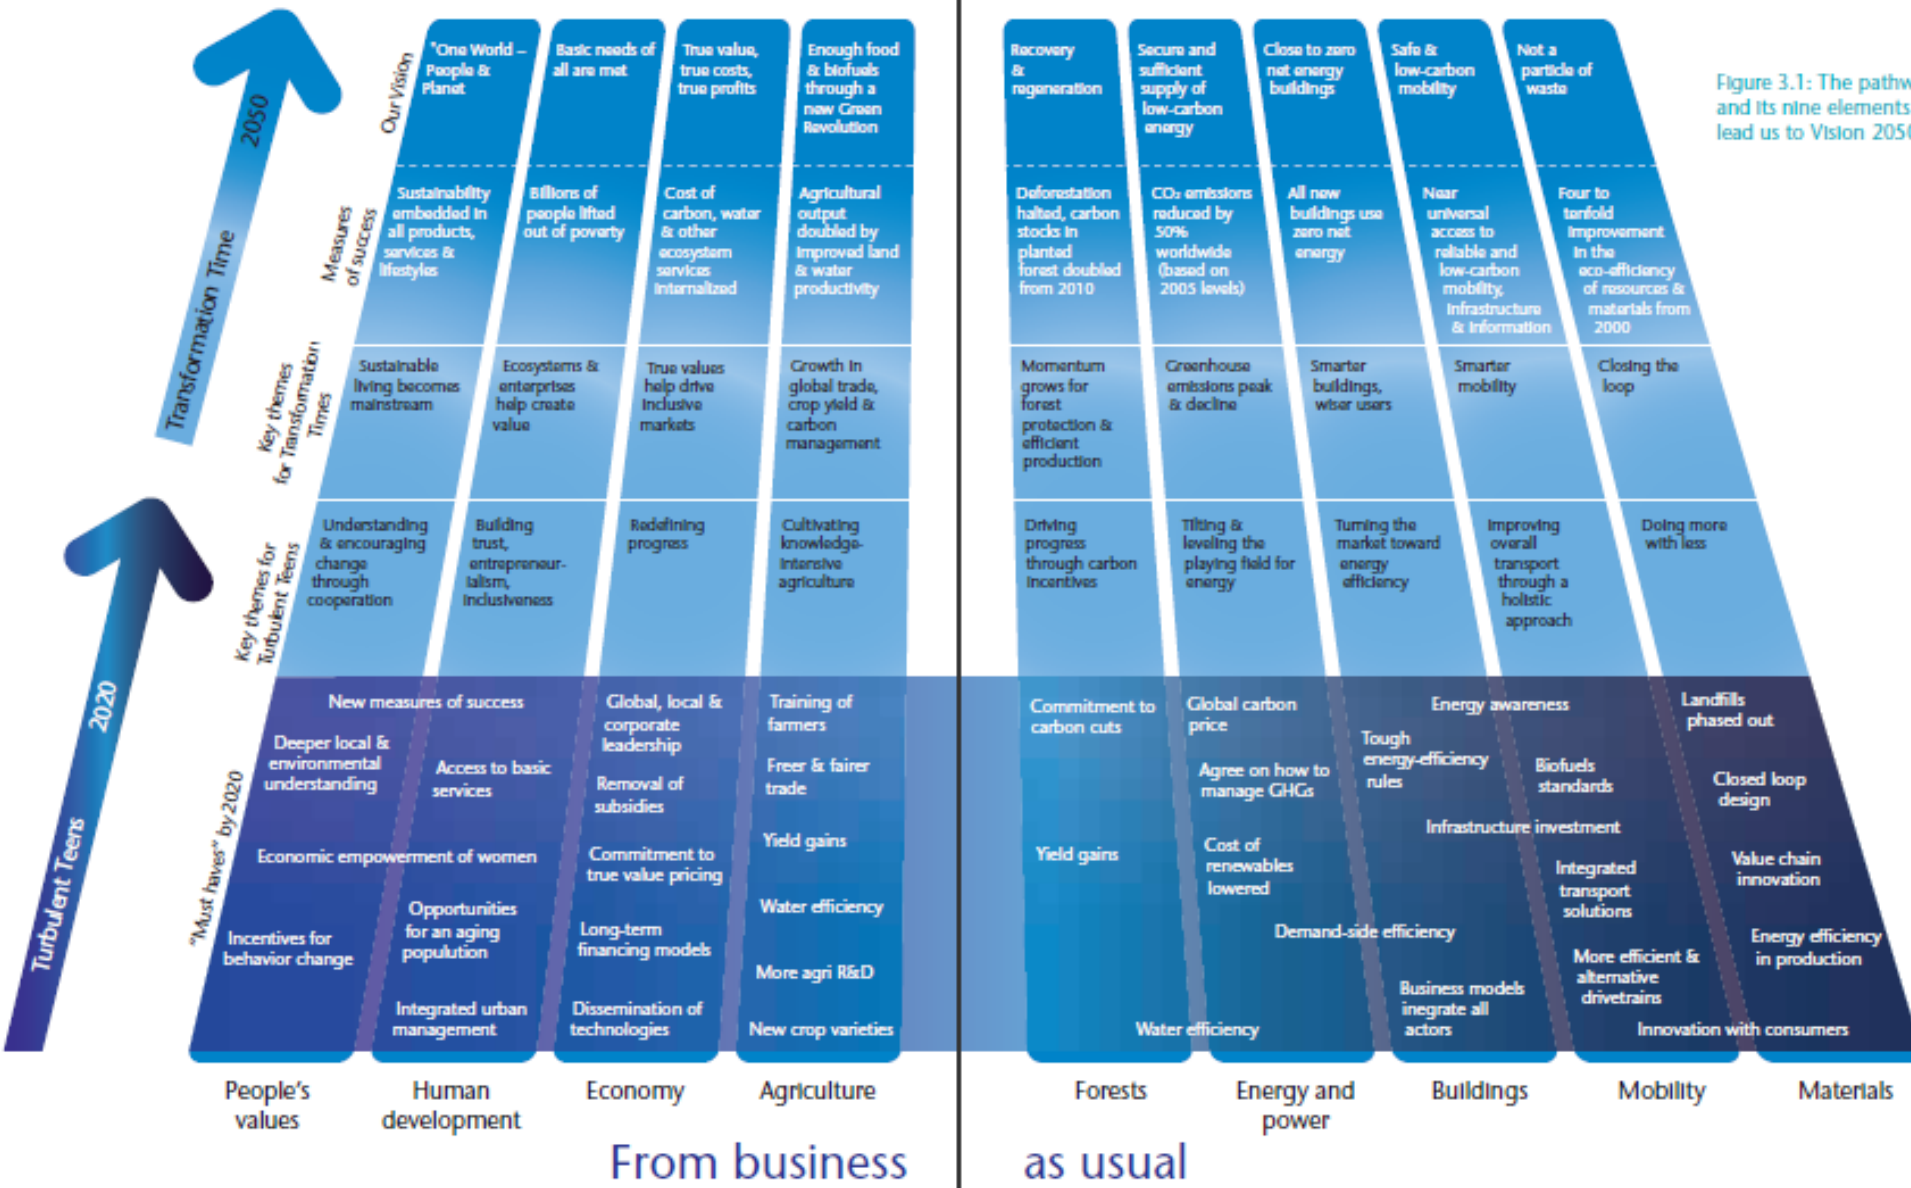 "One World –
People &
Planet
Basic needs of
all are met
True value,
true costs,
true profits
Enough food
& biofuels
through a
new Green
Revolution
Recovery
&
regeneration
Secure and
sufficient
supply of
low-carbon
energy
Close to zero
net energy
buildings
Safe &
low-carbon
mobility
Not a
particle of
waste
Figure 3.1: The pathw
and its nine elements
lead us to Vision 2050
Our Vision
2050
Transformation Time
Measures
of success
Sustainability
embedded in
all products,
services &
lifestyles
Billions of
people lifted
out of poverty
Cost of
carbon, water
& other
ecosystem
services
internalized
Agricultural
output
doubled by
improved land
& water
productivity
Deforestation
halted, carbon
stocks in
planted
forest doubled
from 2010
CO₂ emissions
reduced by
50%
worldwide
(based on
2005 levels)
All new
buildings use
zero net
energy
Near
universal
access to
reliable and
low-carbon
mobility,
infrastructure
& information
Four to
tenfold
improvement
in the
eco-efficiency
of resources &
materials from
2000
Key themes
for Transformation
Times
Sustainable
living becomes
mainstream
Ecosystems &
enterprises
help create
value
True values
help drive
inclusive
markets
Growth in
global trade,
crop yield &
carbon
management
Momentum
grows for
forest
protection &
efficient
production
Greenhouse
emissions peak
& decline
Smarter
buildings,
wiser users
Smarter
mobility
Closing the
loop
Key themes for
Turbulent Teens
Understanding
& encouraging
change
through
cooperation
Building
trust,
entrepreneur-
ialism,
inclusiveness
Redefining
progress
Cultivating
knowledge-
intensive
agriculture
Driving
progress
through carbon
incentives
Tilting &
leveling the
playing field for
energy
Turning the
market toward
energy
efficiency
Improving
overall
transport
through a
holistic
approach
Doing more
with less
2020
Turbulent Teens
"Must haves" by 2020
New measures of success
Deeper local &
environmental
understanding
Access to basic
services
Economic empowerment of women
Incentives for
behavior change
Opportunities
for an aging
population
Integrated urban
management
Global, local &
corporate
leadership
Removal of
subsidies
Commitment to
true value pricing
Long-term
financing models
Dissemination of
technologies
Training of
farmers
Freer & fairer
trade
Yield gains
Water efficiency
More agri R&D
New crop varieties
Commitment to
carbon cuts
Yield gains
Water efficiency
Global carbon
price
Agree on how to
manage GHGs
Cost of
renewables
lowered
Demand-side efficiency
Energy awareness
Tough
energy-efficiency
rules
Infrastructure investment
Business models
inegrate all
actors
Biofuels
standards
Integrated
transport
solutions
More efficient &
alternative
drivetrains
Innovation with consumers
Landfills
phased out
Closed loop
design
Value chain
innovation
Energy efficiency
in production
People's
values
Human
development
Economy
Agriculture
Forests
Energy and
power
Buildings
Mobility
Materials
From business
as usual